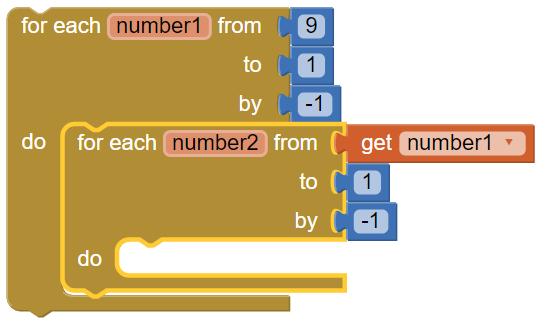 for each number1 from 9
to 1
by -1
do for each number2 from get number1
to 1
by -1
do